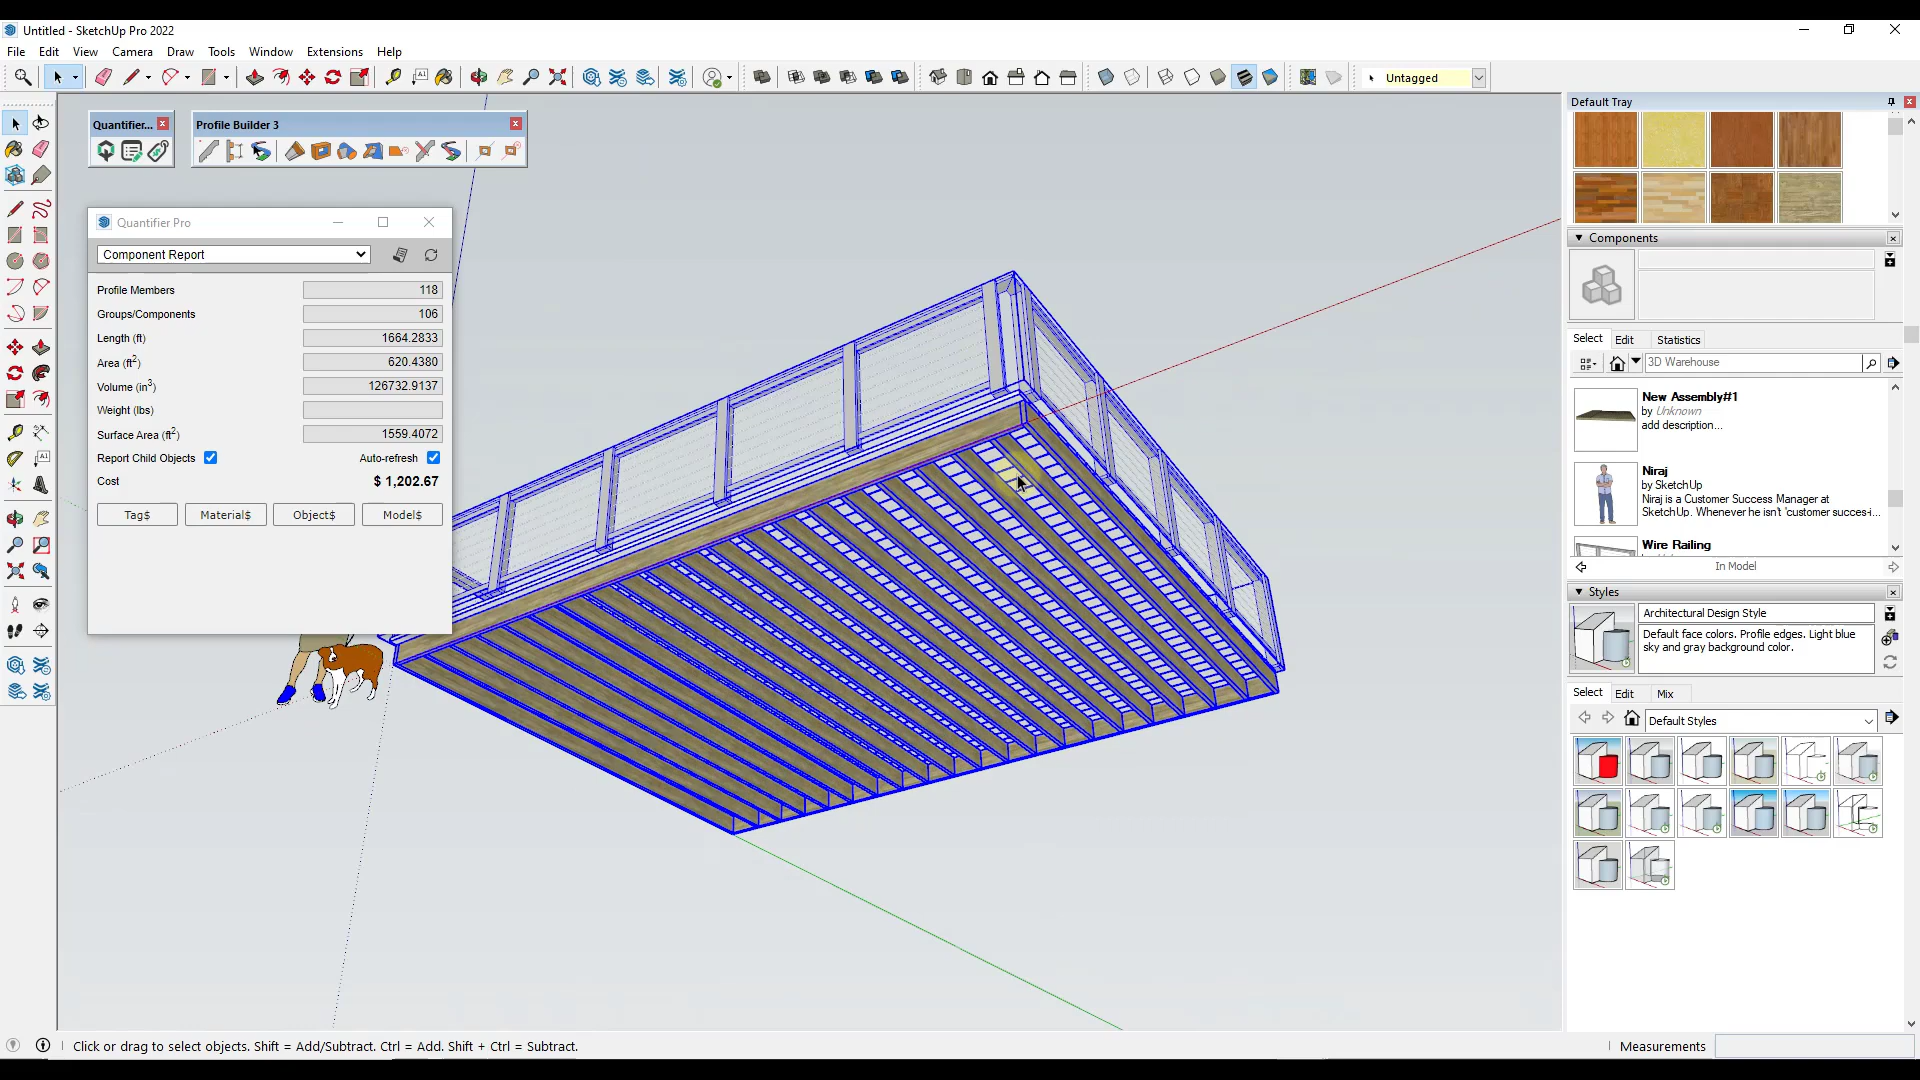 Untitled - SketchUp Pro 2022
File Edit View Camera Draw Tools Window Extensions Help
Untagged
Quantifier...
Profile Builder 3
Quantifier Pro
Component Report
Profile Members 118
Groups/Components 106
Length (ft) 1664.2833
Area (ft2) 620.4380
Volume (in3) 126732.9137
Weight (lbs)
Surface Area (ft2) 1559.4072
Report Child Objects Auto-refresh
Cost $ 1,202.67
Tag$ Material$ Object$ Model$
Default Tray
Components
Select Edit Statistics
3D Warehouse
New Assembly#1
by Unknown
add description...
Niraj
by SketchUp
Niraj is a Customer Success Manager at
SketchUp. Whenever he isn't 'customer succes-i...
Wire Railing
In Model
Styles
Architectural Design Style
Default face colors. Profile edges. Light blue
sky and gray background color.
Select Edit Mix
Default Styles
Click or drag to select objects. Shift = Add/Subtract. Ctrl = Add. Shift + Ctrl = Subtract.
Measurements